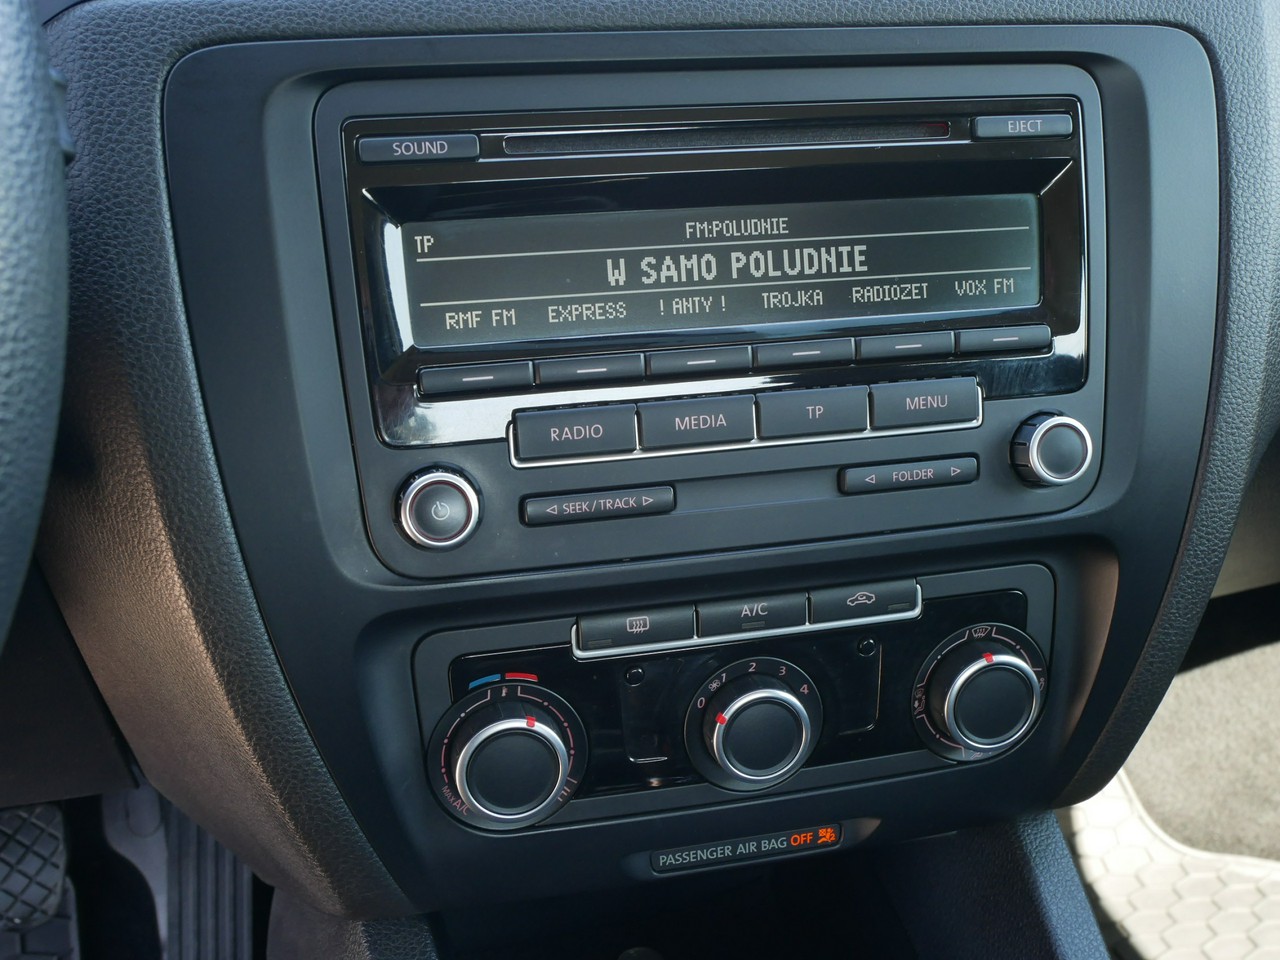 SOUND
EJECT
FM:POLUDNIE
TP
W SAMO POLUDNIE
RMF FM EXPRESS ! ANTY ! TROJKA RADIOZET VOX FM
RADIO MEDIA TP MENU
SEEK / TRACK
FOLDER
A/C
0 1 2 3 4
MAX A/C
PASSENGER AIR BAG OFF